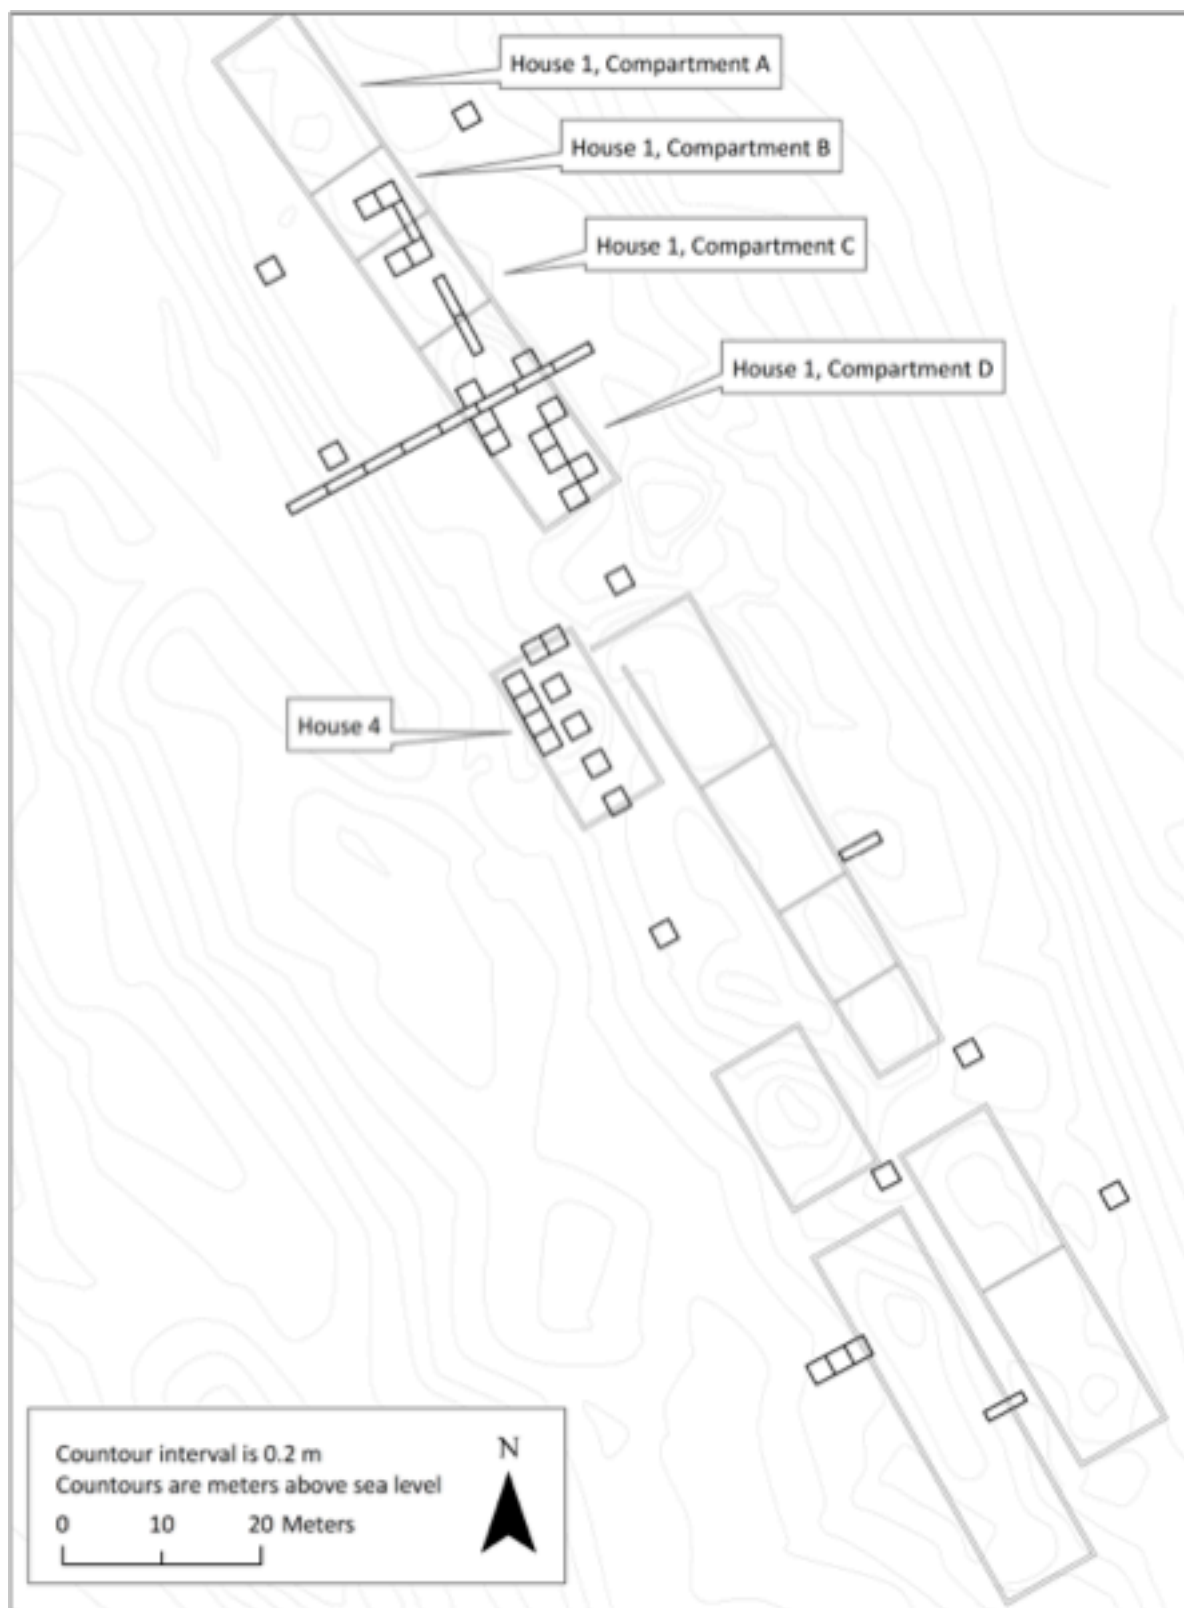 House 1, Compartment A
House 1, Compartment B
House 1, Compartment C
House 1, Compartment D
House 4
Countour interval is 0.2 m
Countours are meters above sea level
N
0 10 20 Meters